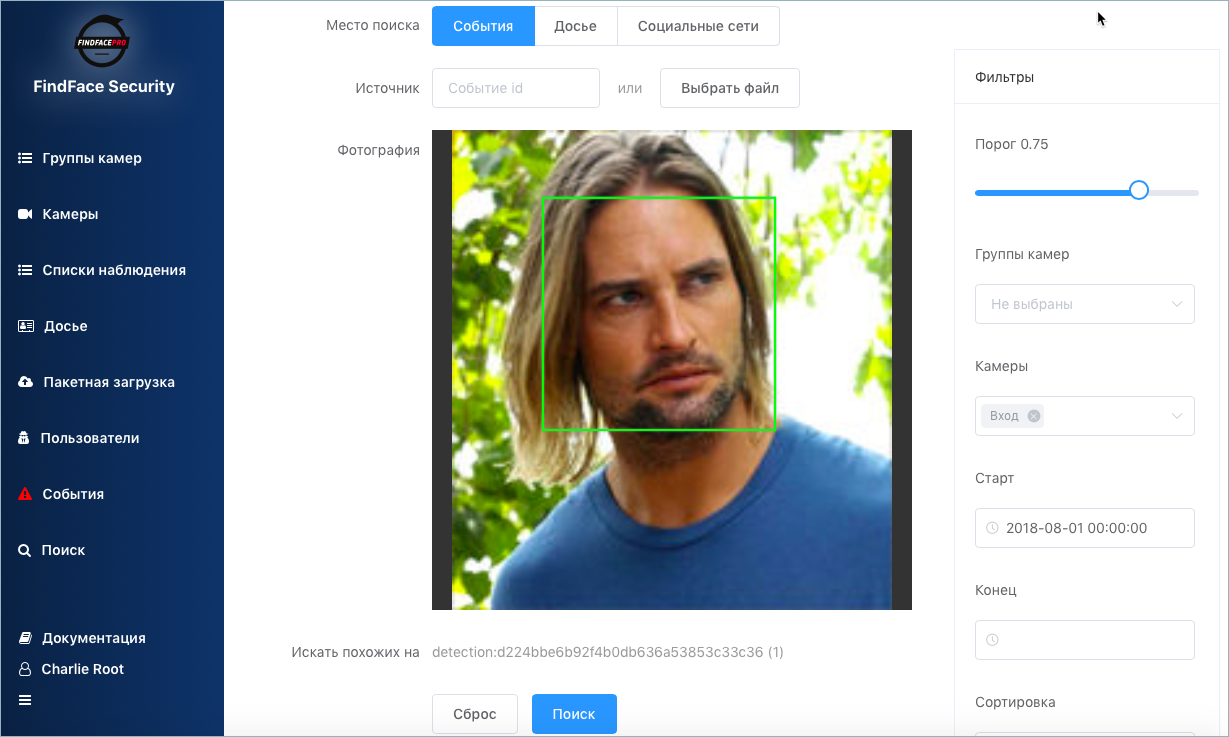 FINDFACEPRO
FindFace Security
Группы камер
Камеры
Списки наблюдения
Досье
Пакетная загрузка
Пользователи
События
Поиск
Документация
Charlie Root
Место поиска
События
Досье
Социальные сети
Источник
Событие id
или
Выбрать файл
Фотография
Искать похожих на
detection:d224bbe6b92f4b0db636a53853c33c36 (1)
Сброс
Поиск
Фильтры
Порог 0.75
Группы камер
Не выбраны
Камеры
Вход
Старт
2018-08-01 00:00:00
Конец
Сортировка